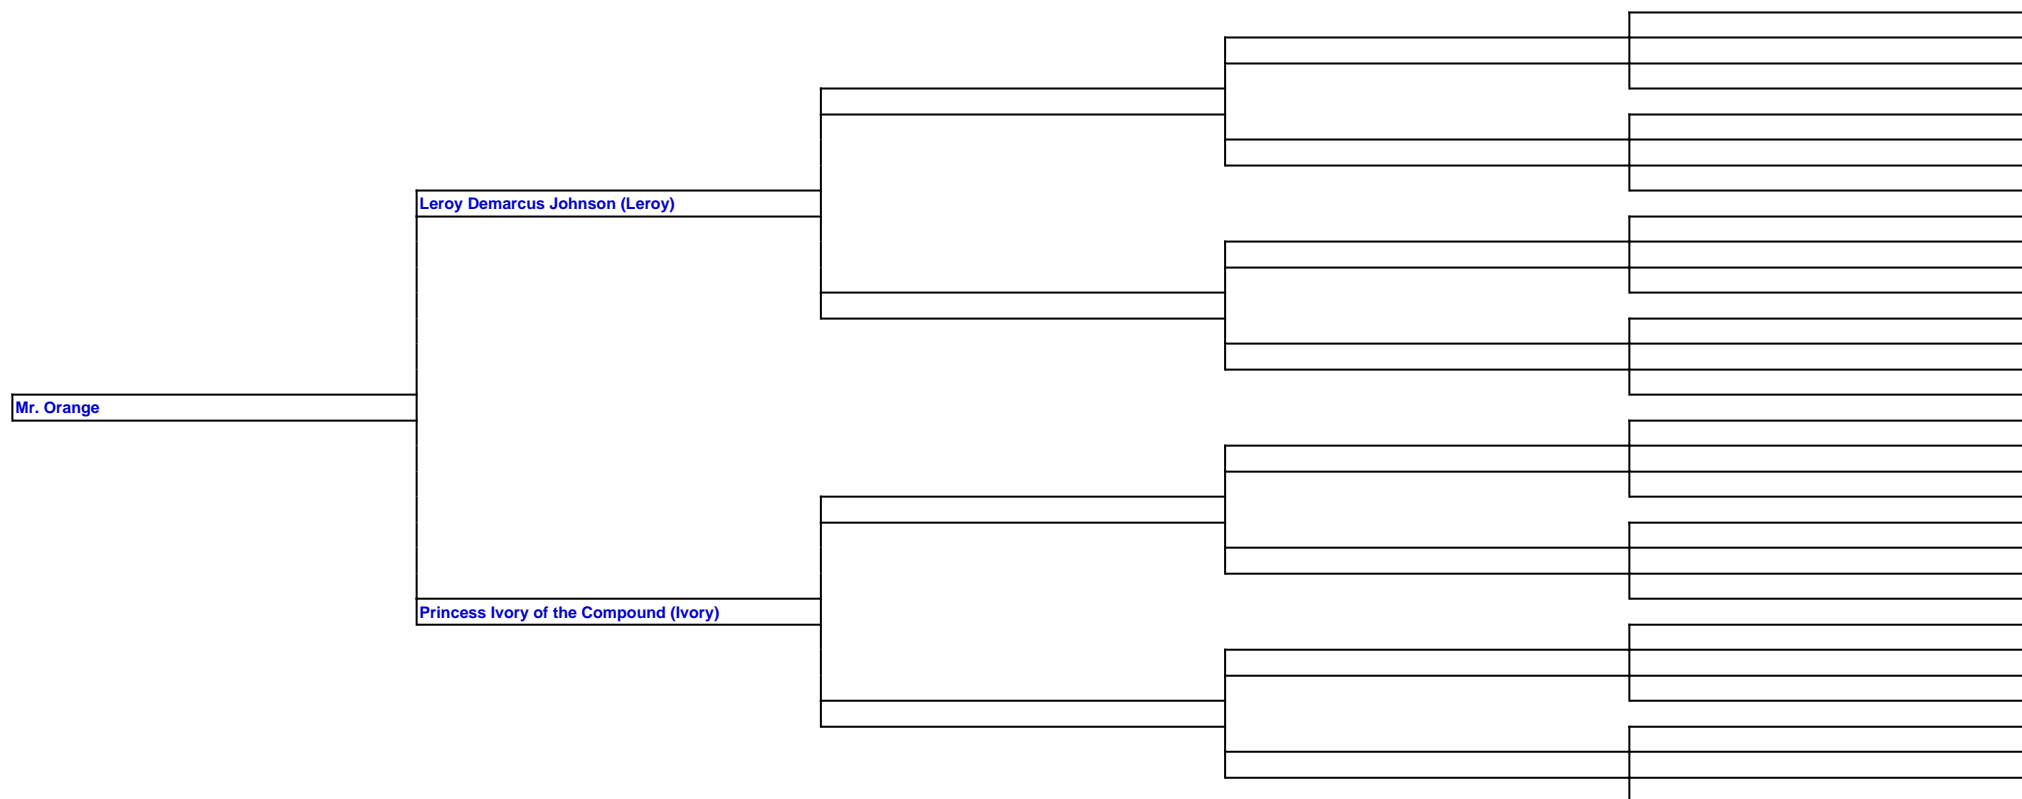 Leroy Demarcus Johnson (Leroy)
Mr. Orange
Princess Ivory of the Compound (Ivory)